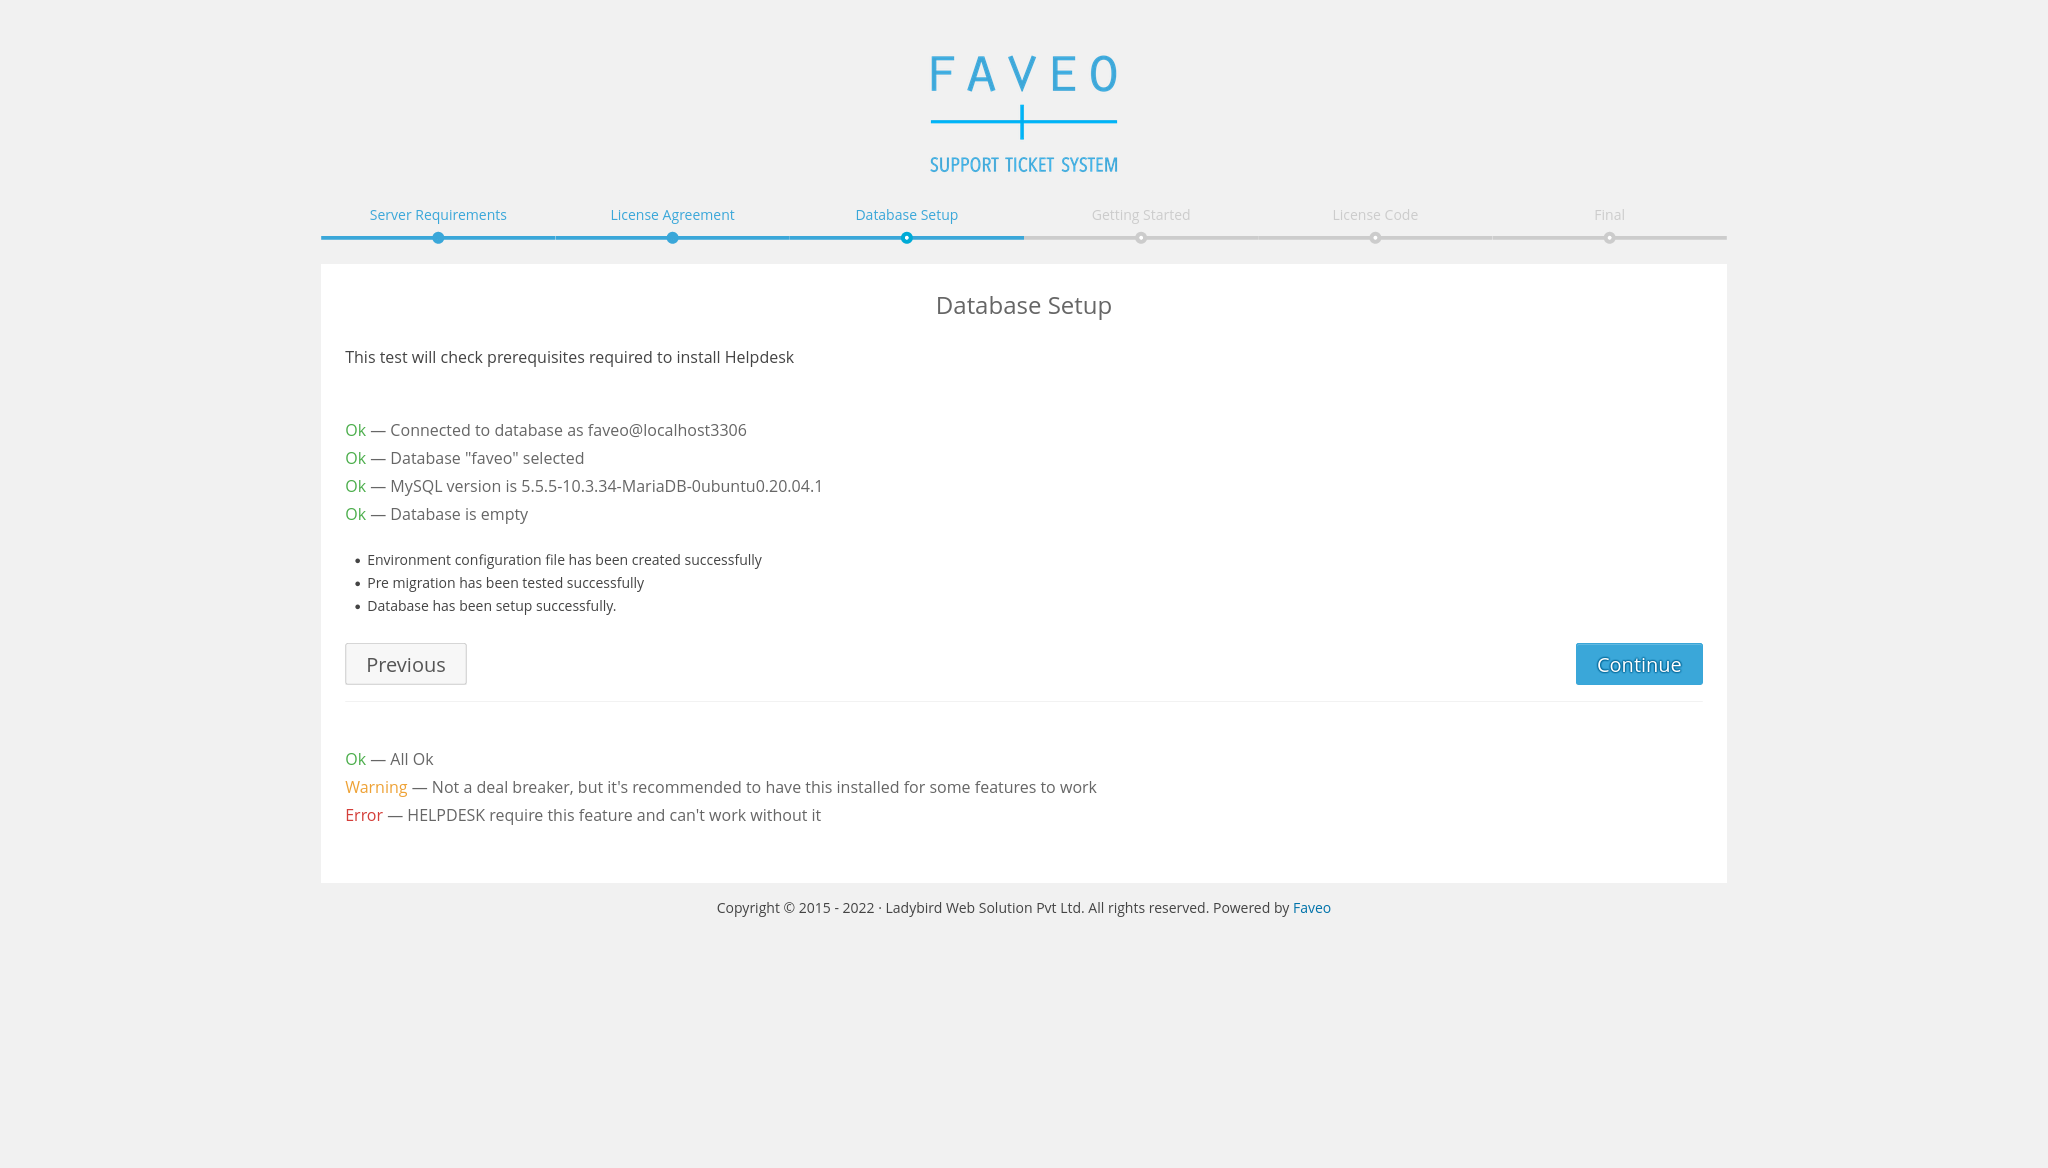 FAVEO
SUPPORT TICKET SYSTEM
Server Requirements
License Agreement
Database Setup
Getting Started
License Code
Final
Database Setup
This test will check prerequisites required to install Helpdesk
Ok — Connected to database as faveo@localhost3306
Ok — Database "faveo" selected
Ok — MySQL version is 5.5.5-10.3.34-MariaDB-0ubuntu0.20.04.1
Ok — Database is empty
• Environment configuration file has been created successfully
• Pre migration has been tested successfully
• Database has been setup successfully.
Previous
Continue
Ok — All Ok
Warning — Not a deal breaker, but it's recommended to have this installed for some features to work
Error — HELPDESK require this feature and can't work without it
Copyright © 2015 - 2022 · Ladybird Web Solution Pvt Ltd. All rights reserved. Powered by Faveo